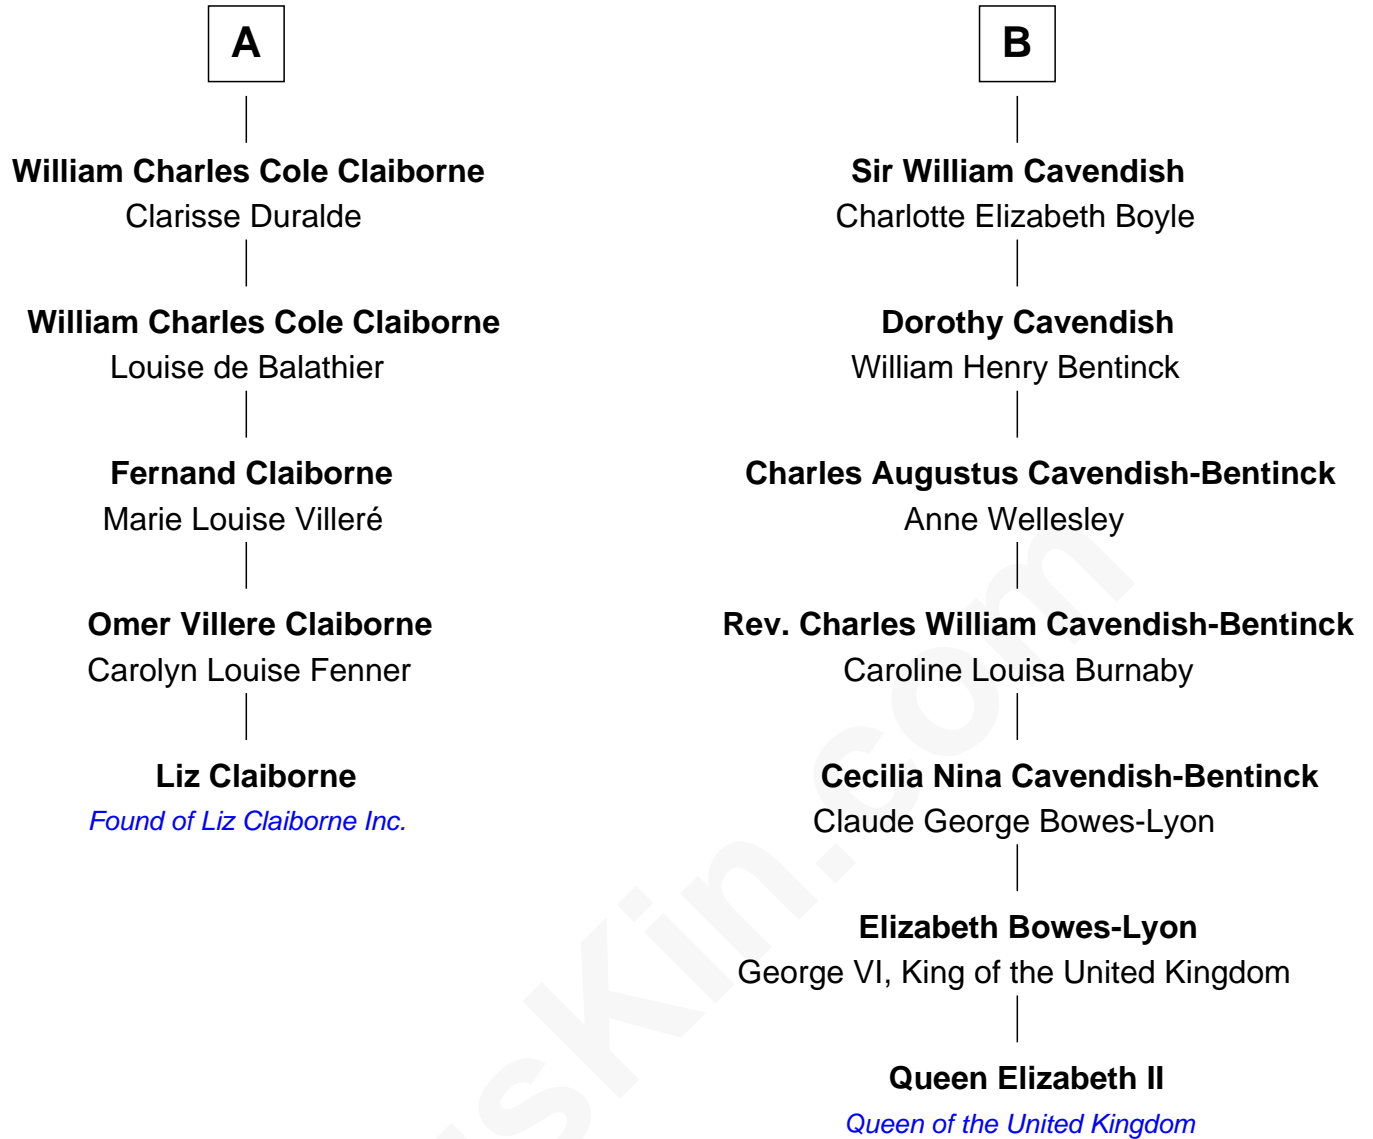 A
William Charles Cole Claiborne
Clarisse Duralde
William Charles Cole Claiborne
Louise de Balathier
Fernand Claiborne
Marie Louise Villeré
Omer Villere Claiborne
Carolyn Louise Fenner
Liz Claiborne
Found of Liz Claiborne Inc.
B
Sir William Cavendish
Charlotte Elizabeth Boyle
Dorothy Cavendish
William Henry Bentinck
Charles Augustus Cavendish-Bentinck
Anne Wellesley
Rev. Charles William Cavendish-Bentinck
Caroline Louisa Burnaby
Cecilia Nina Cavendish-Bentinck
Claude George Bowes-Lyon
Elizabeth Bowes-Lyon
George VI, King of the United Kingdom
Queen Elizabeth II
Queen of the United Kingdom